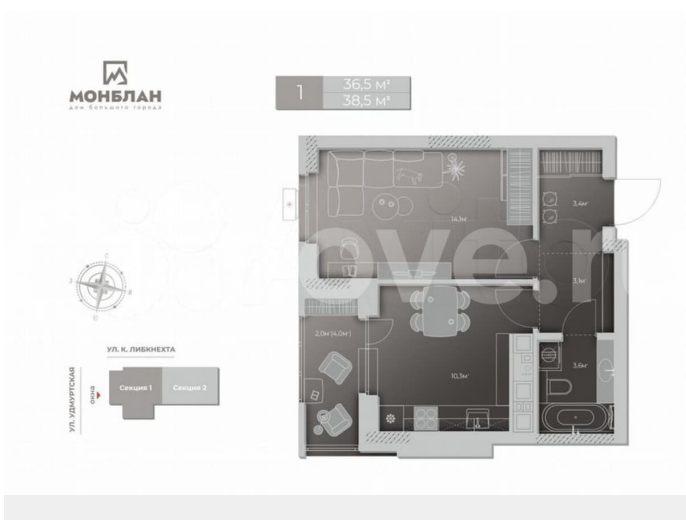 МОНБЛАН
дом большого города
1
36,5 м²
38,5 м²
14,1м²
3,4м²
3,1м²
2,0м²(4,0м²)
10,3м²
3,6м²
С
В
Ю
З
УЛ. К. ЛИБКНЕХТА
УЛ. УДМУРТСКАЯ
окна
Секция 1
Секция 2